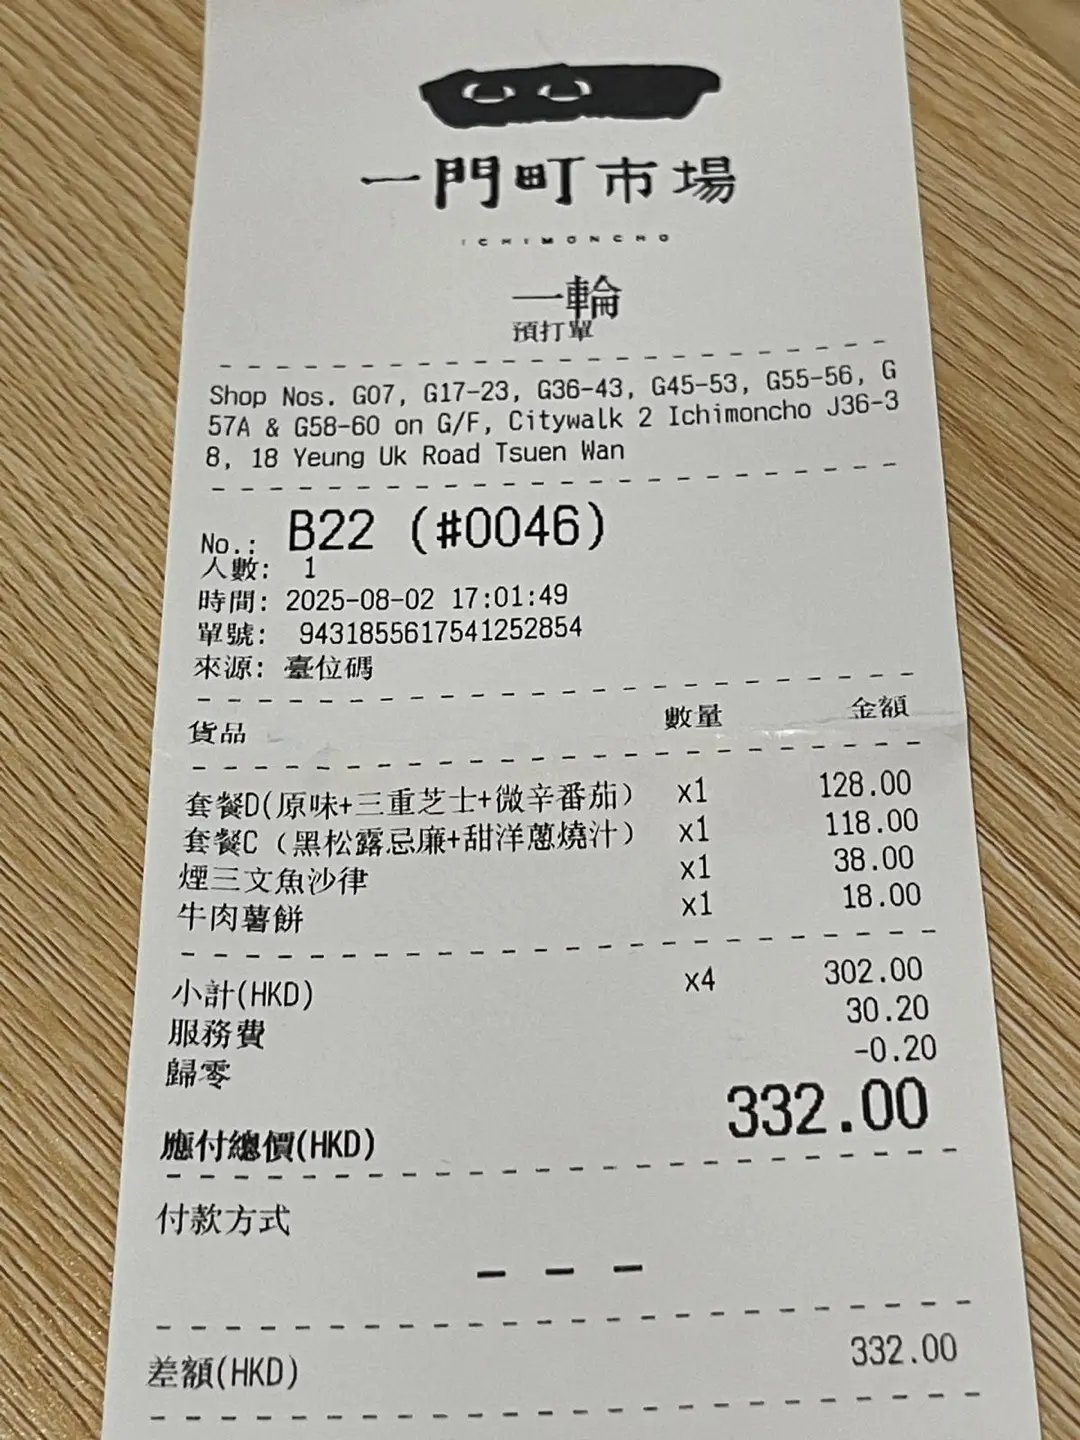 一門町市場
ICHIMONCHO
一輪
預打單
Shop Nos. G07, G17-23, G36-43, G45-53, G55-56, G
57A & G58-60 on G/F, Citywalk 2 Ichimoncho J36-3
8, 18 Yeung Uk Road Tsuen Wan
No.: B22 (#0046)
人數: 1
時間: 2025-08-02 17:01:49
單號: 9431855617541252854
來源: 臺位碼
貨品 數量 金額
套餐D(原味+三重芝士+微辛番茄) x1 128.00
套餐C (黑松露忌廉+甜洋蔥燒汁) x1 118.00
煙三文魚沙律 x1 38.00
牛肉薯餅 x1 18.00
小計(HKD) x4 302.00
服務費 30.20
歸零 -0.20
應付總價(HKD) 332.00
付款方式
- - -
差額(HKD) 332.00